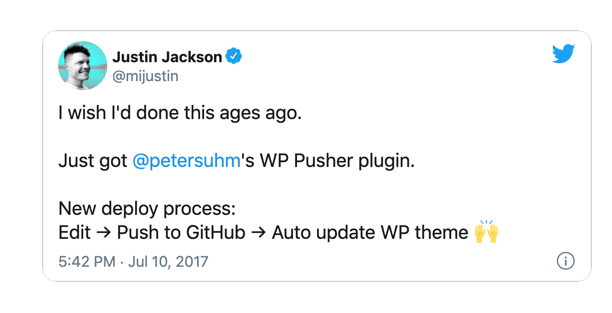 Justin Jackson
@mijustin
I wish I'd done this ages ago.
Just got @petersuhm's WP Pusher plugin.
New deploy process:
Edit → Push to GitHub → Auto update WP theme 🙌
5:42 PM · Jul 10, 2017